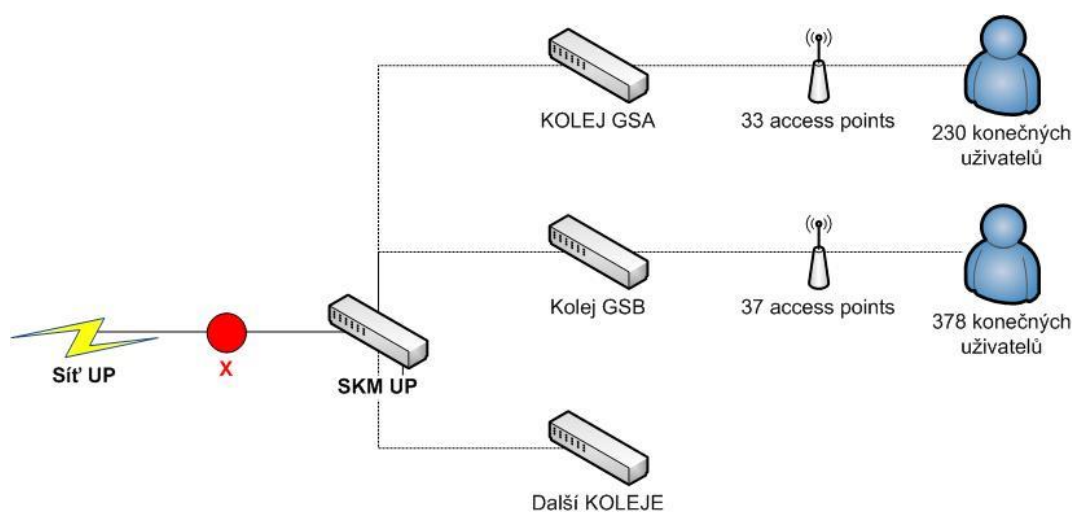 KOLEJ GSA
33 access points
230 konečných
uživatelů
Kolej GSB
37 access points
378 konečných
uživatelů
Síť UP
X
SKM UP
Další KOLEJE